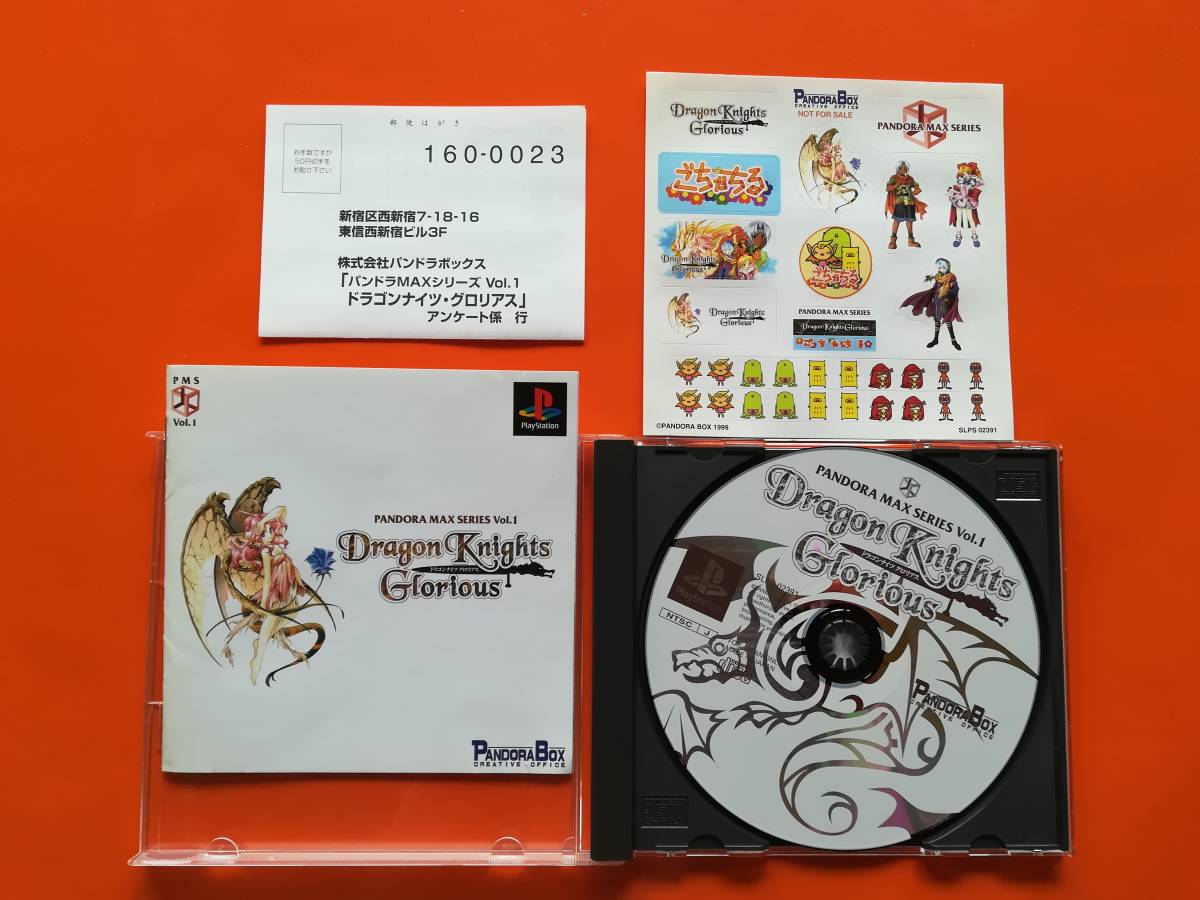 郵便はがき
お手数ですが
50円切手を
お貼り下さい
160-0023
新宿区西新宿7-18-16
東信西新宿ビル3F
株式会社パンドラボックス
「パンドラMAXシリーズ Vol.1
ドラゴンナイツ・グロリアス」
アンケート係 行
Dragon Knights
Glorious
PANDORA BOX
CREATIVE OFFICE
NOT FOR SALE
PANDORA MAX SERIES
ごちゃちる
Dragon Knights
Glorious
ごちゃちる
Dragon Knights
Glorious
PANDORA MAX SERIES
Dragon Knights Glorious
©PANDORA BOX 1999
SLPS 02391
PMS
Vol.1
PlayStation
PANDORA MAX SERIES Vol.1
Dragon Knights
ドラゴンナイツ グロリアス
Glorious
PANDORA BOX
CREATIVE OFFICE
PANDORA MAX SERIES Vol.1
Dragon Knights
ドラゴンナイツ グロリアス
Glorious
PlayStation
NTSC J
PANDORA BOX
CREATIVE OFFICE